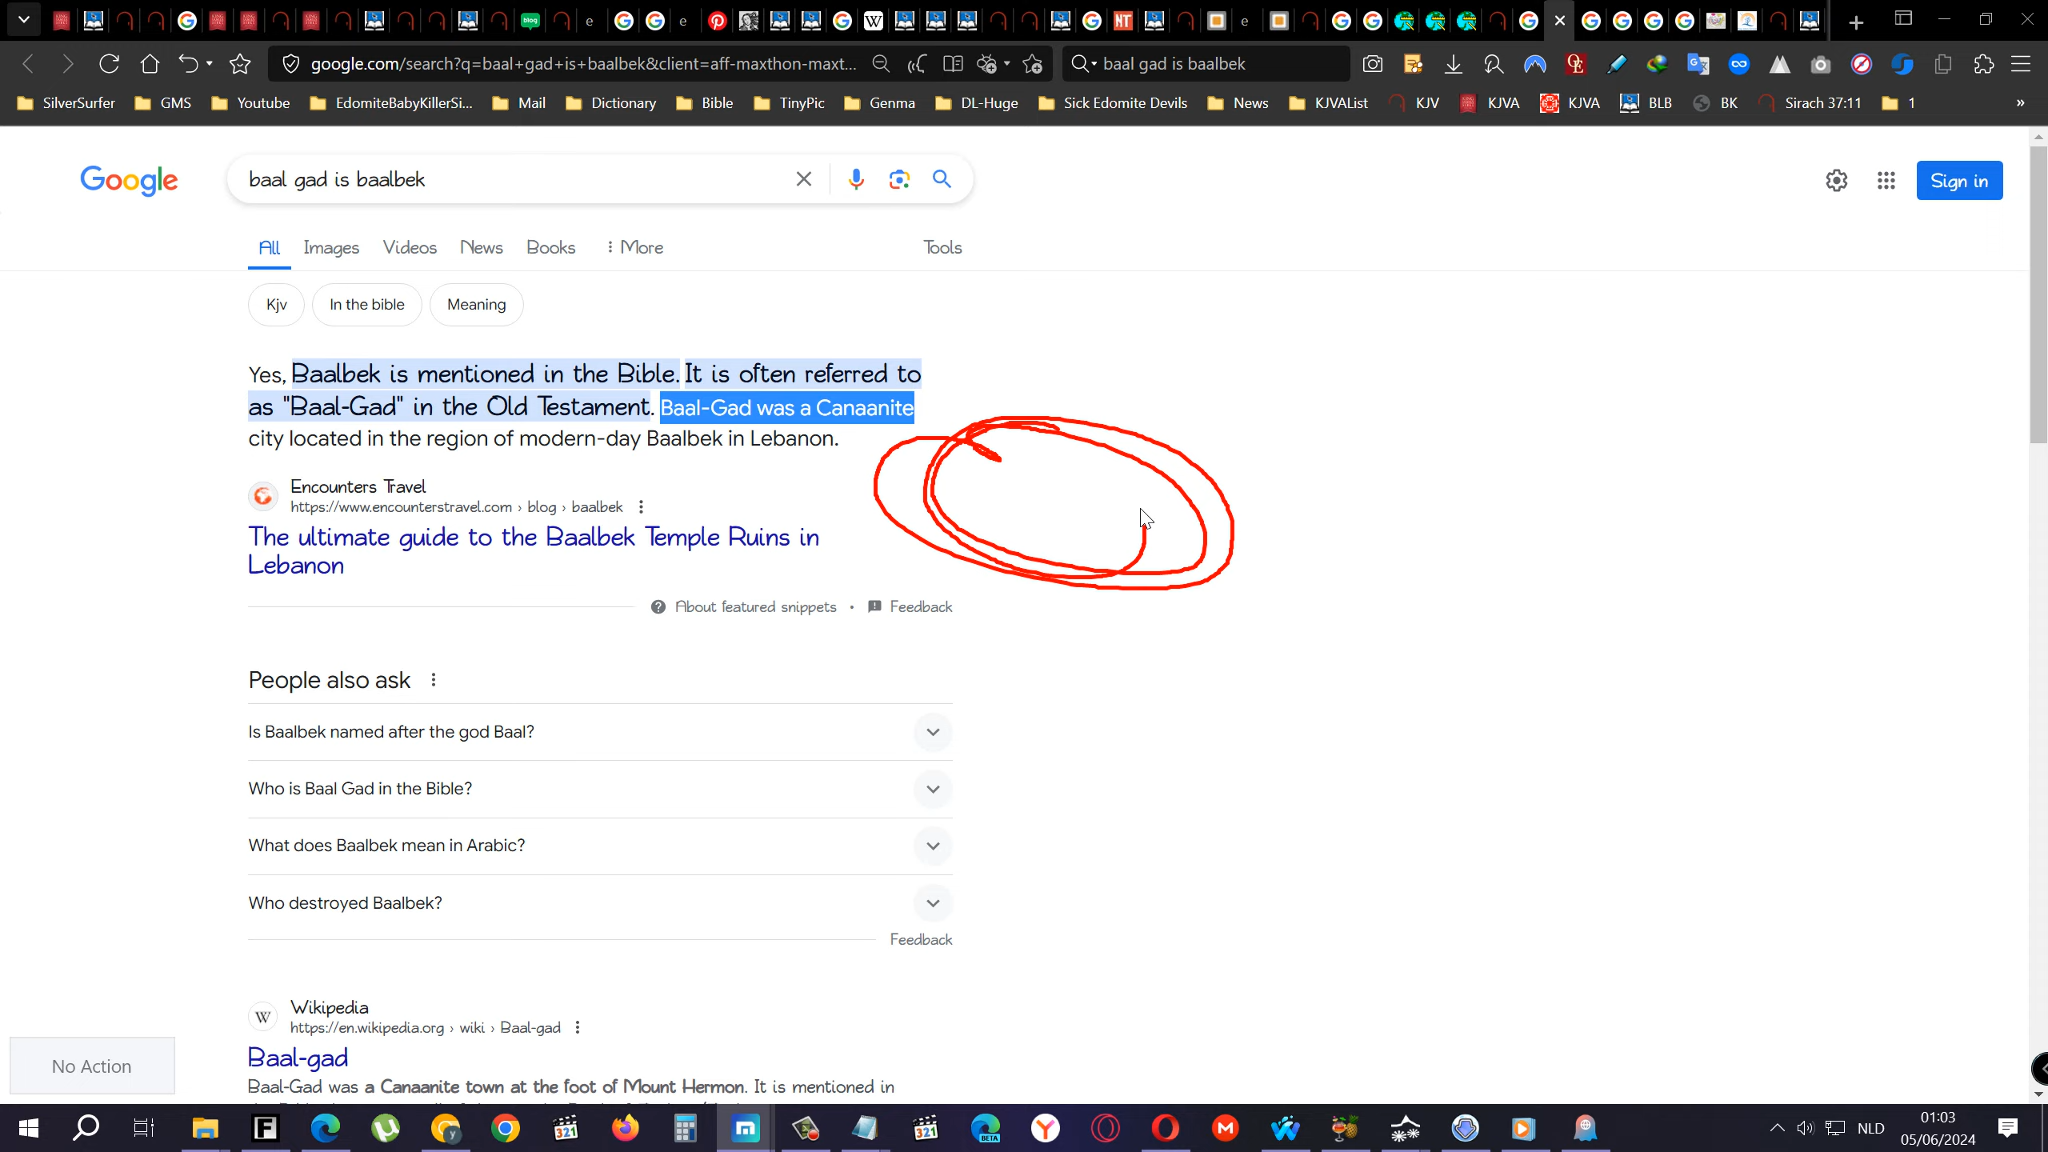 google.com/search?q=baal+gad+is+baalbek&client=aff-maxthon-maxt...
baal gad is baalbek
SilverSurfer GMS Youtube EdomiteBabyKillerSi... Mail Dictionary Bible TinyPic Genma DL-Huge Sick Edomite Devils News KJVAList KJV KJVA KJVA BLB BK Sirach 37:11 1 »
Google
baal gad is baalbek
Sign in
All Images Videos News Books More Tools
Kjv In the bible Meaning
Yes, Baalbek is mentioned in the Bible. It is often referred to
as "Baal-Gad" in the Old Testament. Baal-Gad was a Canaanite
city located in the region of modern-day Baalbek in Lebanon.
Encounters Travel
https://www.encounterstravel.com › blog › baalbek
The ultimate guide to the Baalbek Temple Ruins in
Lebanon
About featured snippets • Feedback
People also ask
Is Baalbek named after the god Baal?
Who is Baal Gad in the Bible?
What does Baalbek mean in Arabic?
Who destroyed Baalbek?
Feedback
Wikipedia
https://en.wikipedia.org › wiki › Baal-gad
Baal-gad
Baal-Gad was a Canaanite town at the foot of Mount Hermon. It is mentioned in
No Action
NLD
01:03
05/06/2024